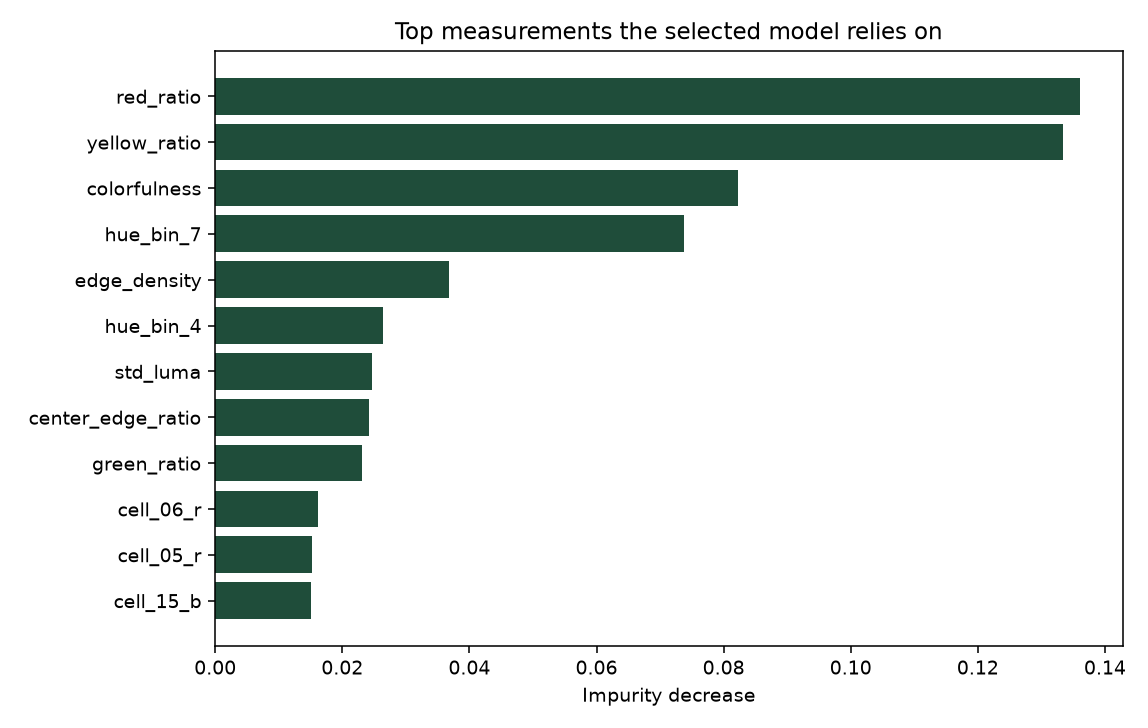 Top measurements the selected model relies on
red_ratio
yellow_ratio
colorfulness
hue_bin_7
edge_density
hue_bin_4
std_luma
center_edge_ratio
green_ratio
cell_06_r
cell_05_r
cell_15_b
0.00 0.02 0.04 0.06 0.08 0.10 0.12 0.14
Impurity decrease